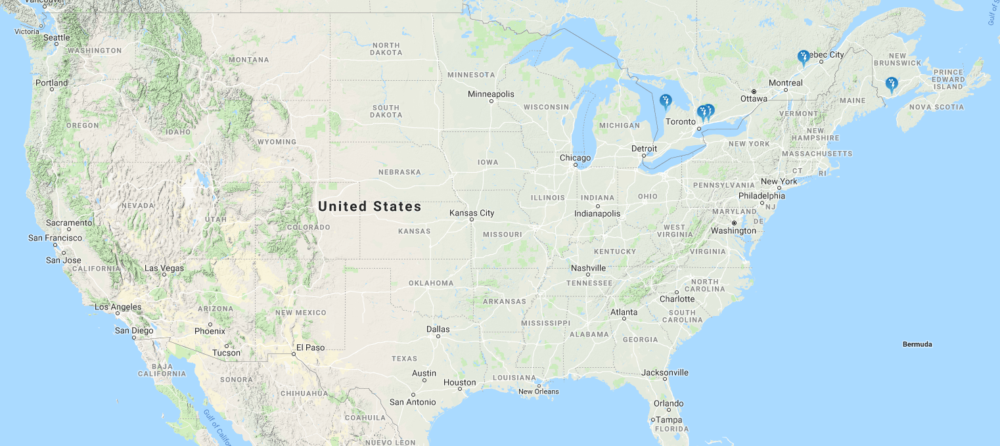 Vancouver
Victoria
Seattle
WASHINGTON
MONTANA
NORTH
DAKOTA
MINNESOTA
ebec City
NEW
BRUNSWICK
PRINCE
EDWARD
ISLAND
Gulf of S
Portland
Minneapolis
Montreal
Ottawa
MAINE
NOVA SCOTIA
OREGON
IDAHO
SOUTH
DAKOTA
WISCONSIN
MICHIGAN
Toronto
VERMONT
NEW
HAMPSHIRE
WYOMING
NEW YORK
MASSACHUSETTS
Detroit
Chicago
IOWA
NEBRASKA
CT
RI
PENNSYLVANIA
New York
NEVADA
United States
ILLINOIS
INDIANA
OHIO
Philadelphia
NJ
Sacramento
UTAH
COLORADO
Kansas City
Indianapolis
MARYLAND
DE
San Francisco
KANSAS
MISSOURI
WEST
VIRGINIA
Washington
San Jose
CALIFORNIA
Las Vegas
KENTUCKY
VIRGINIA
Nashville
TENNESSEE
OKLAHOMA
NORTH
CAROLINA
Charlotte
Los Angeles
ARIZONA
NEW MEXICO
ARKANSAS
Atlanta
SOUTH
CAROLINA
San Diego
Phoenix
Dallas
MISSISSIPPI
ALABAMA
GEORGIA
Tucson
El Paso
Bermuda
BAJA
CALIFORNIA
SONORA
TEXAS
Austin
Houston
LOUISIANA
New Orleans
Jacksonville
CHIHUAHUA
San Antonio
Orlando
Gulf of Califor
COAHUILA
Tampa
FLORIDA
NUEVO LEON